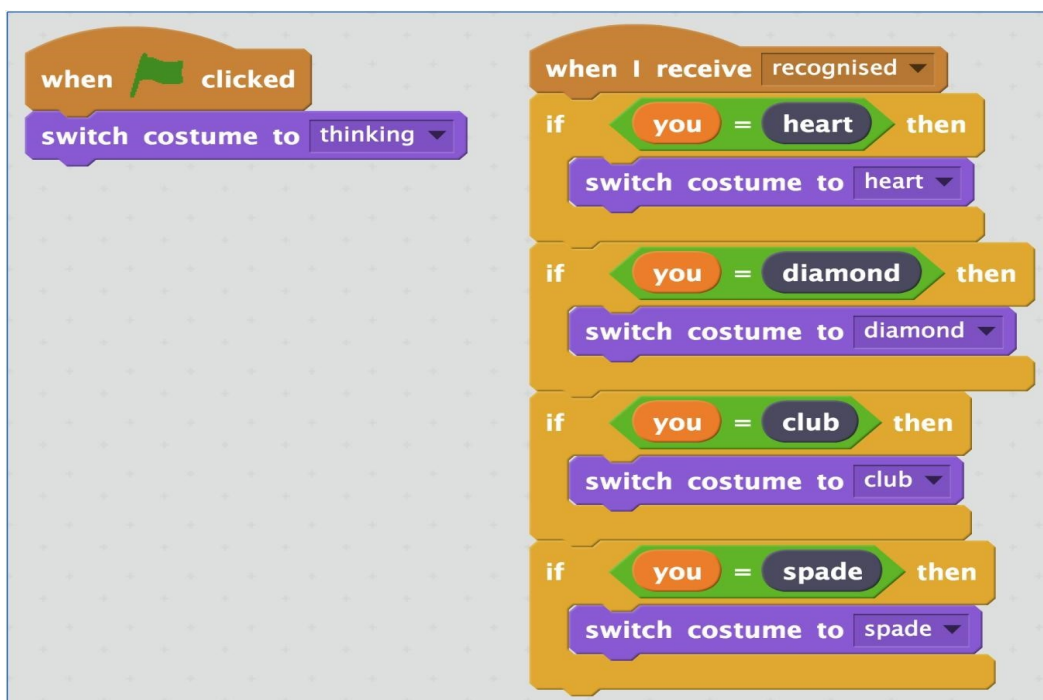 when clicked
switch costume to thinking
when I receive recognised
if you = heart then
switch costume to heart
if you = diamond then
switch costume to diamond
if you = club then
switch costume to club
if you = spade then
switch costume to spade